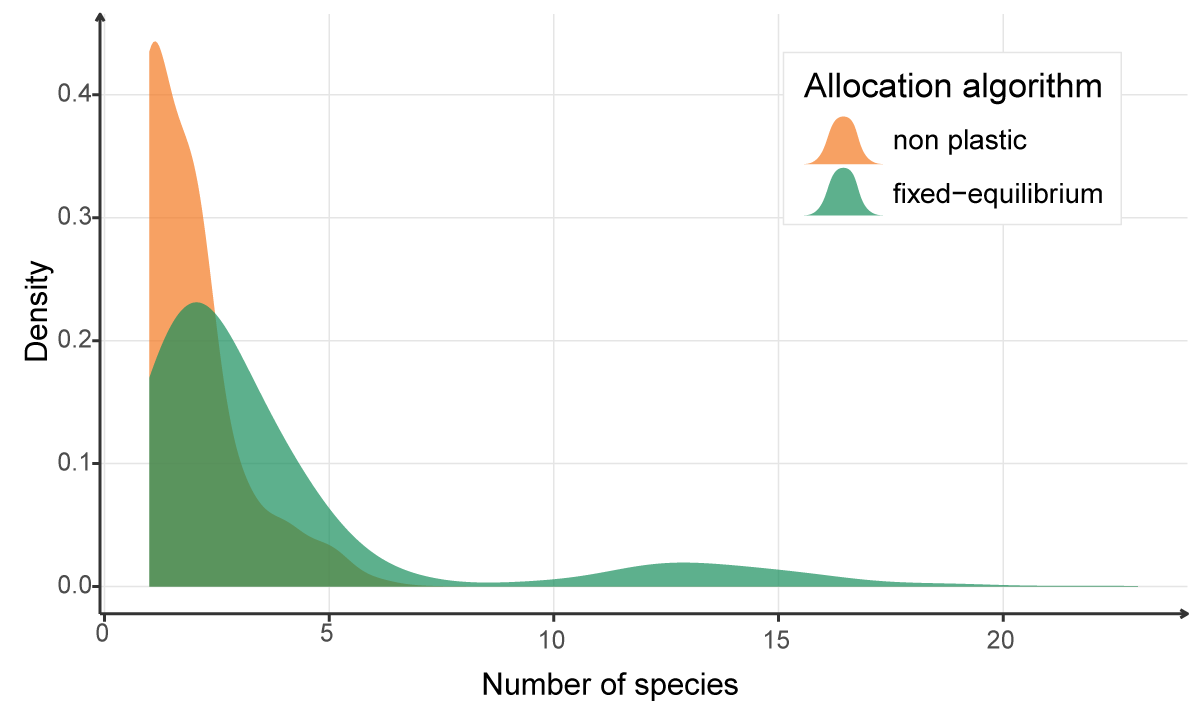 Allocation algorithm
non plastic
fixed−equilibrium
Density
0.4
0.3
0.2
0.1
0.0
0
5
10
15
20
Number of species